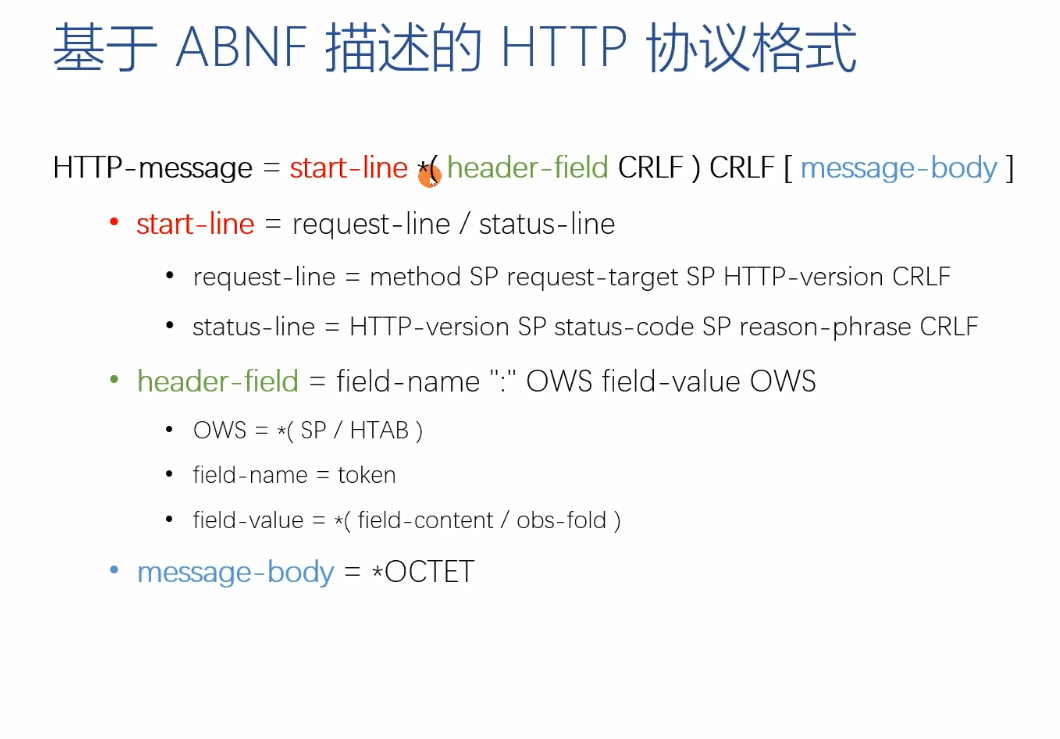 基于 ABNF 描述的 HTTP 协议格式
HTTP-message = start-line *( header-field CRLF ) CRLF [ message-body ]
• start-line = request-line / status-line
• request-line = method SP request-target SP HTTP-version CRLF
• status-line = HTTP-version SP status-code SP reason-phrase CRLF
• header-field = field-name ":" OWS field-value OWS
• OWS = *( SP / HTAB )
• field-name = token
• field-value = *( field-content / obs-fold )
• message-body = *OCTET